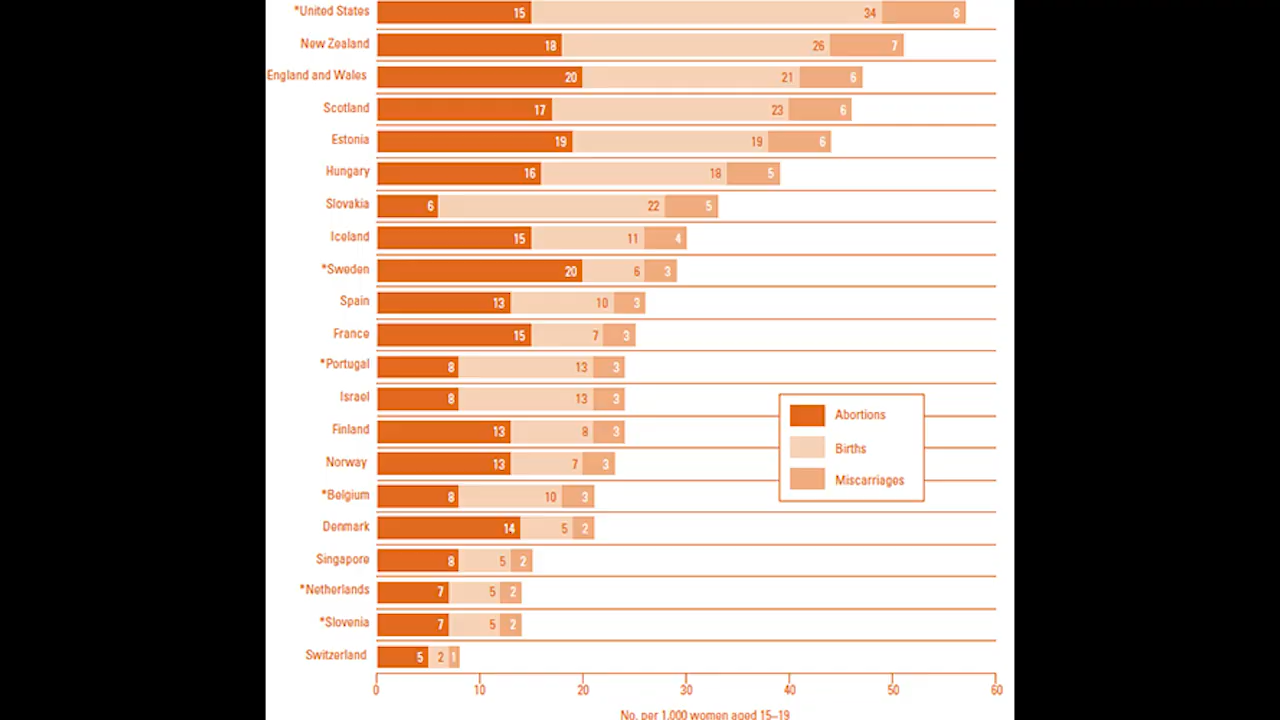 *United States 15 34 8
New Zealand 18 26 7
England and Wales 20 21 6
Scotland 17 23 6
Estonia 19 19 6
Hungary 16 18 5
Slovakia 6 22 5
Iceland 15 11 4
*Sweden 20 6 3
Spain 13 10 3
France 15 7 3
*Portugal 8 13 3
Israel 8 13 3
Finland 13 8 3
Norway 13 7 3
*Belgium 8 10 3
Denmark 14 5 2
Singapore 8 5 2
*Netherlands 7 5 2
*Slovenia 7 5 2
Switzerland 5 2 1
Abortions
Births
Miscarriages
0 10 20 30 40 50 60
No. per 1,000 women aged 15–19